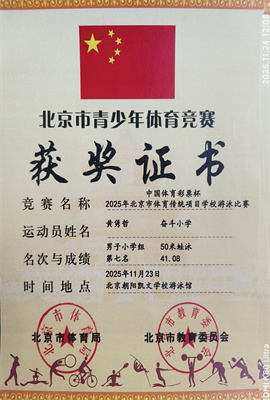 北京市青少年体育竞赛
获奖证书
中国体育彩票杯
竞赛名称 2025年北京市体育传统项目学校游泳比赛
运动员姓名 黄隽哲 奋斗小学
男子小学组 50米蛙泳
名次与成绩 第七名 41.08
2025年11月23日
时间地点 北京朝阳凯文学校游泳馆
北京市体育局 北京市教育委员会
2025.11.24 12:09